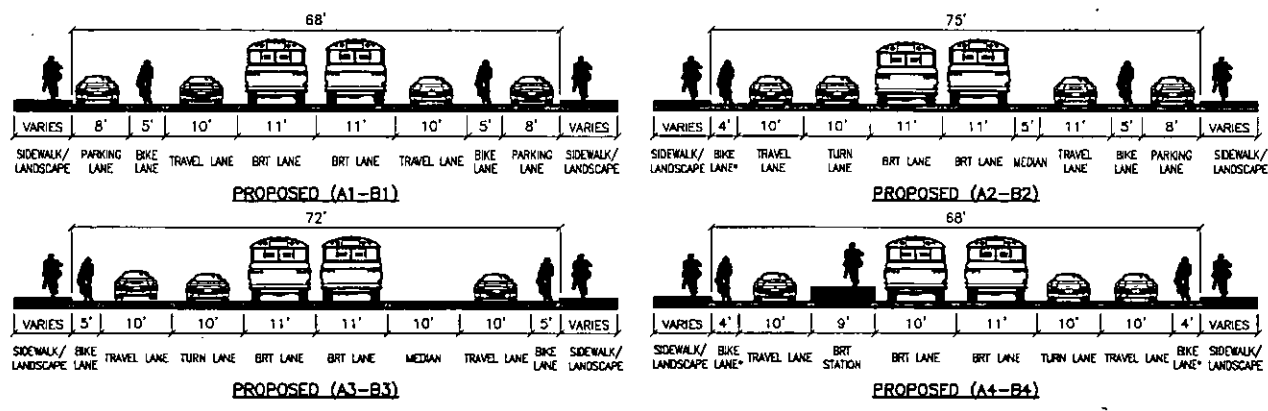 68'
VARIES 8' 5' 10' 11' 11' 10' 5' 8' VARIES
SIDEWALK/ PARKING BIKE TRAVEL LANE BRT LANE BRT LANE TRAVEL LANE BIKE PARKING SIDEWALK/
LANDSCAPE LANE LANE LANE LANE LANDSCAPE
PROPOSED (A1-B1)
75'
VARIES 4' 10' 10' 11' 11' 5' 11' 5' 8' VARIES
SIDEWALK/ BIKE TRAVEL TURN BRT LANE BRT LANE MEDIAN TRAVEL BIKE PARKING SIDEWALK/
LANDSCAPE LANE* LANE LANE LANE LANE LANE LANDSCAPE
PROPOSED (A2-B2)
72'
VARIES 5' 10' 10' 11' 11' 10' 10' 5' VARIES
SIDEWALK/ BIKE TRAVEL LANE TURN LANE BRT LANE BRT LANE MEDIAN TRAVEL LANE BIKE SIDEWALK/
LANDSCAPE LANE LANE LANDSCAPE
PROPOSED (A3-B3)
68'
VARIES 4' 10' 9' 10' 11' 10' 10' 4' VARIES
SIDEWALK/ BIKE TRAVEL LANE BRT BRT LANE BRT LANE TURN LANE TRAVEL LANE BIKE SIDEWALK/
LANDSCAPE LANE* STATION LANE* LANDSCAPE
PROPOSED (A4-B4)